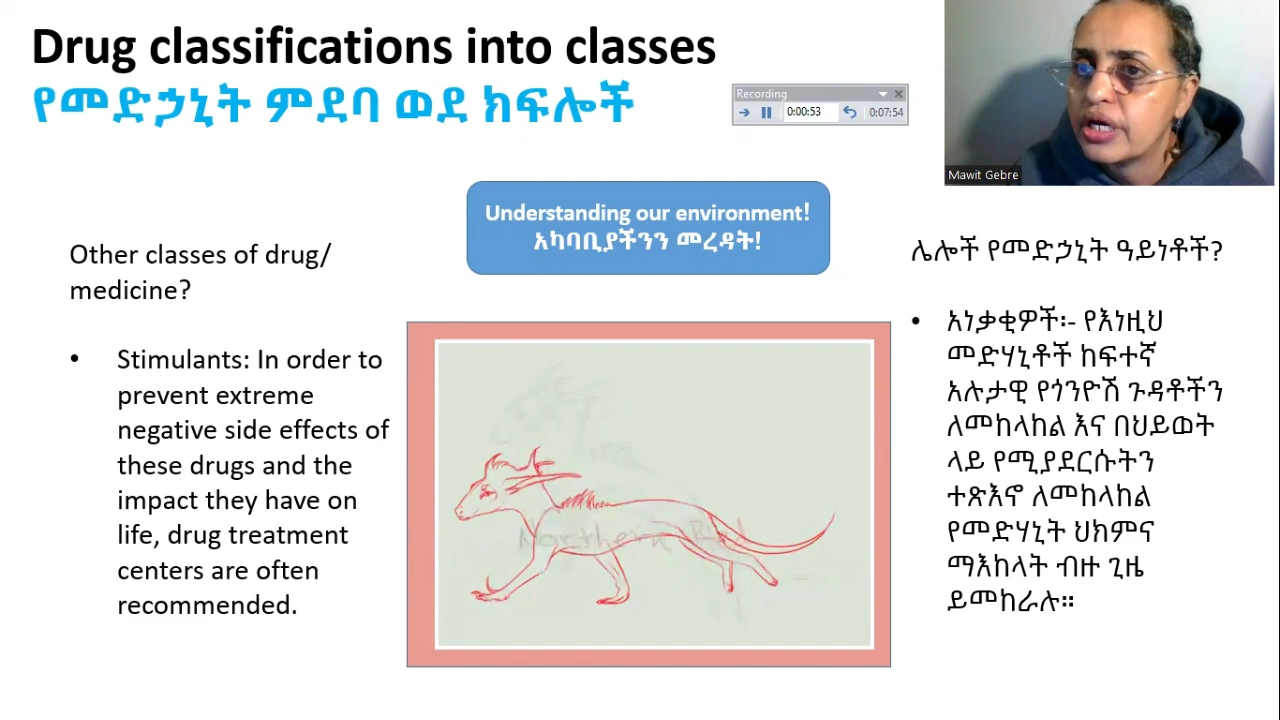 Drug classifications into classes
የመድኃኒት ምደባ ወደ ክፍሎች
Recording
0:00:53
0:07:54
Mawit Gebre
Understanding our environment!
አካባቢያችንን መረዳት!
Other classes of drug/
medicine?
• Stimulants: In order to
prevent extreme
negative side effects of
these drugs and the
impact they have on
life, drug treatment
centers are often
recommended.
Northern
ሌሎች የመድኃኒት ዓይነቶች?
• አነቃቂዎች፡- የእነዚህ
መድሃኒቶች ከፍተኛ
አሉታዊ የጎንዮሽ ጉዳቶችን
ለመከላከል እና በህይወት
ላይ የሚያደርሱትን
ተጽእኖ ለመከላከል
የመድሃኒት ህክምና
ማእከላት ብዙ ጊዜ
ይመከራሉ።